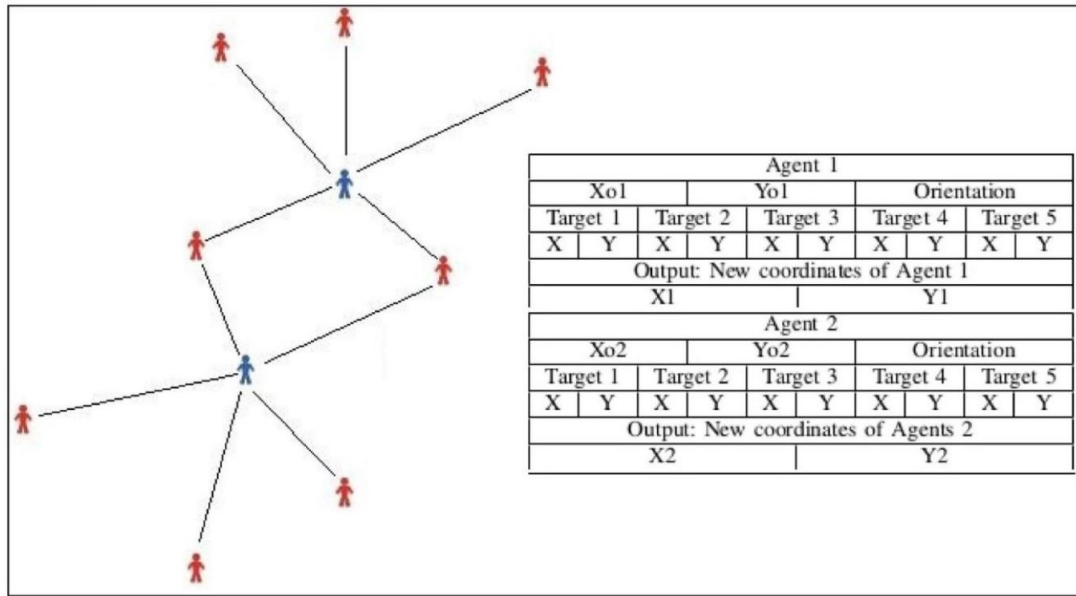 Agent 1
Xo1 Yo1 Orientation
Target 1 Target 2 Target 3 Target 4 Target 5
X Y X Y X Y X Y X Y
Output: New coordinates of Agent 1
X1 Y1
Agent 2
Xo2 Yo2 Orientation
Target 1 Target 2 Target 3 Target 4 Target 5
X Y X Y X Y X Y X Y
Output: New coordinates of Agents 2
X2 Y2